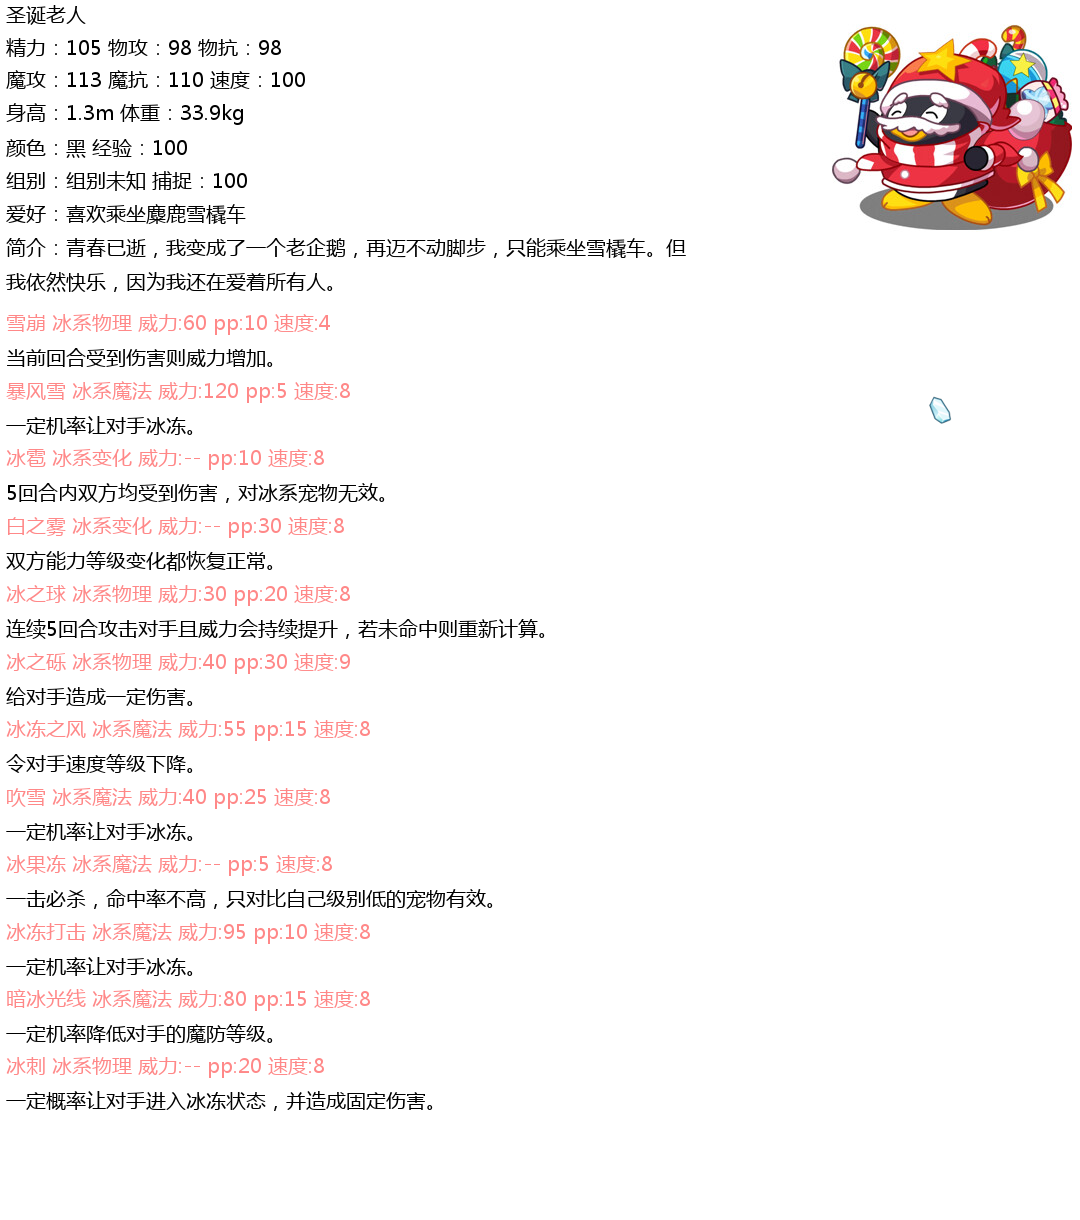 圣诞老人
精力：105 物攻：98 物抗：98
魔攻：113 魔抗：110 速度：100
身高：1.3m 体重：33.9kg
颜色：黑 经验：100
组别：组别未知 捕捉：100
爱好：喜欢乘坐麋鹿雪橇车
简介：青春已逝，我变成了一个老企鹅，再迈不动脚步，只能乘坐雪橇车。但
我依然快乐，因为我还在爱着所有人。
雪崩 冰系物理 威力:60 pp:10 速度:4
当前回合受到伤害则威力增加。
暴风雪 冰系魔法 威力:120 pp:5 速度:8
一定机率让对手冰冻。
冰雹 冰系变化 威力:-- pp:10 速度:8
5回合内双方均受到伤害，对冰系宠物无效。
白之雾 冰系变化 威力:-- pp:30 速度:8
双方能力等级变化都恢复正常。
冰之球 冰系物理 威力:30 pp:20 速度:8
连续5回合攻击对手且威力会持续提升，若未命中则重新计算。
冰之砾 冰系物理 威力:40 pp:30 速度:9
给对手造成一定伤害。
冰冻之风 冰系魔法 威力:55 pp:15 速度:8
令对手速度等级下降。
吹雪 冰系魔法 威力:40 pp:25 速度:8
一定机率让对手冰冻。
冰果冻 冰系魔法 威力:-- pp:5 速度:8
一击必杀，命中率不高，只对比自己级别低的宠物有效。
冰冻打击 冰系魔法 威力:95 pp:10 速度:8
一定机率让对手冰冻。
暗冰光线 冰系魔法 威力:80 pp:15 速度:8
一定机率降低对手的魔防等级。
冰刺 冰系物理 威力:-- pp:20 速度:8
一定概率让对手进入冰冻状态，并造成固定伤害。